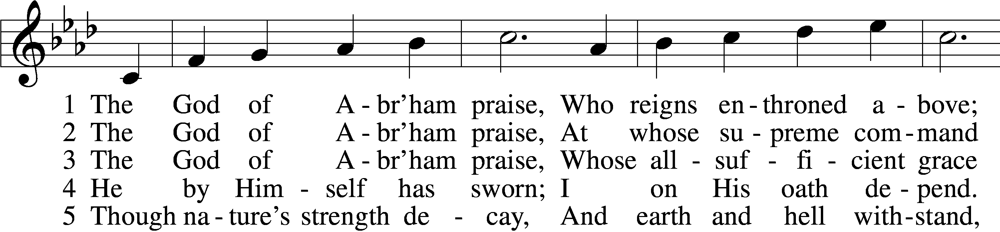 1 The God of A - br’ham praise, Who reigns en - throned a - bove;
2 The God of A - br’ham praise, At whose su - preme com - mand
3 The God of A - br’ham praise, Whose all - suf - fi - cient grace
4 He by Him - self has sworn; I on His oath de - pend.
5 Though na - ture’s strength de - cay, And earth and hell with - stand,